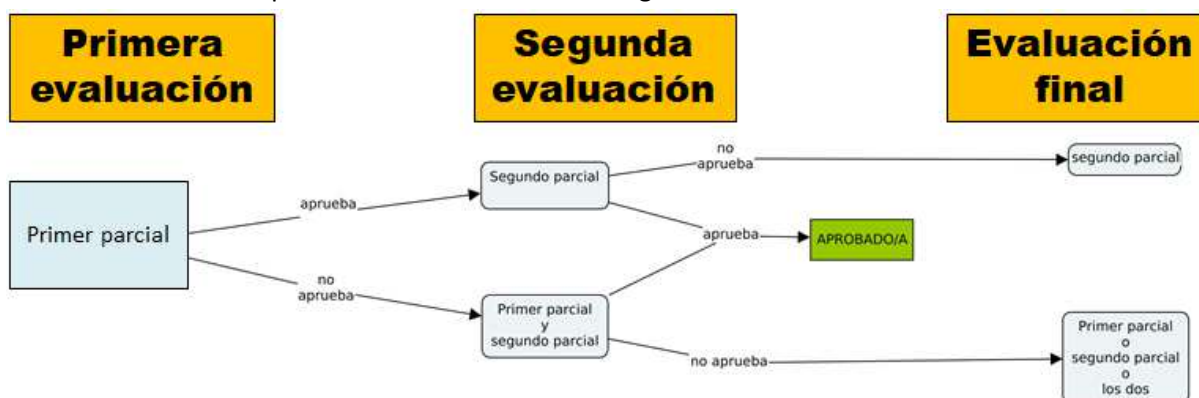 Primera
evaluación
Segunda
evaluación
Evaluación
final
Primer parcial
aprueba
no
aprueba
Segundo parcial
Primer parcial
y
segundo parcial
no
aprueba
aprueba
no aprueba
APROBADO/A
segundo parcial
Primer parcial
o
segundo parcial
o
los dos